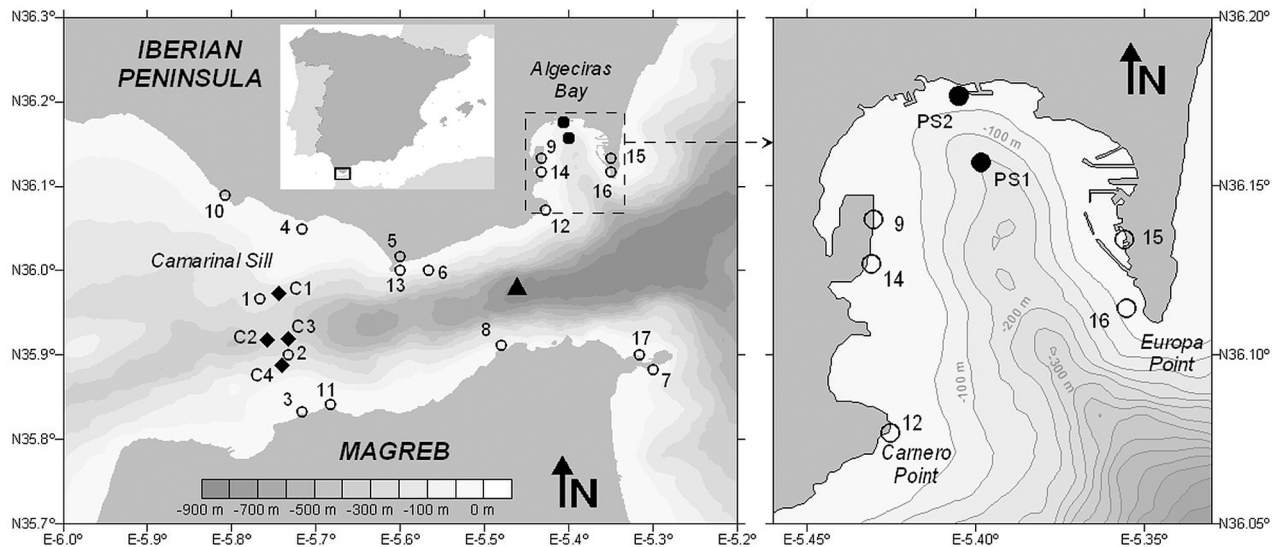 N36.3°
N36.2°
N36.1°
N36.0°
N35.9°
N35.8°
N35.7°
IBERIAN
PENINSULA
Algeciras
Bay
9
14
15
16
12
10
4
5
13
6
Camarinal Sill
1
C1
C2
C3
2
C4
8
17
7
3
11
MAGREB
N
-900 m
-700 m
-500 m
-300 m
-100 m
0 m
E-6.0°
E-5.9°
E-5.8°
E-5.7°
E-5.6°
E-5.5°
E-5.4°
E-5.3°
E-5.2°
N
PS2
-100 m
PS1
9
15
14
16
-200 m
Europa
Point
-300 m
-100 m
12
Carnero
Point
N36.20°
N36.15°
N36.10°
N36.05°
E-5.45°
E-5.40°
E-5.35°